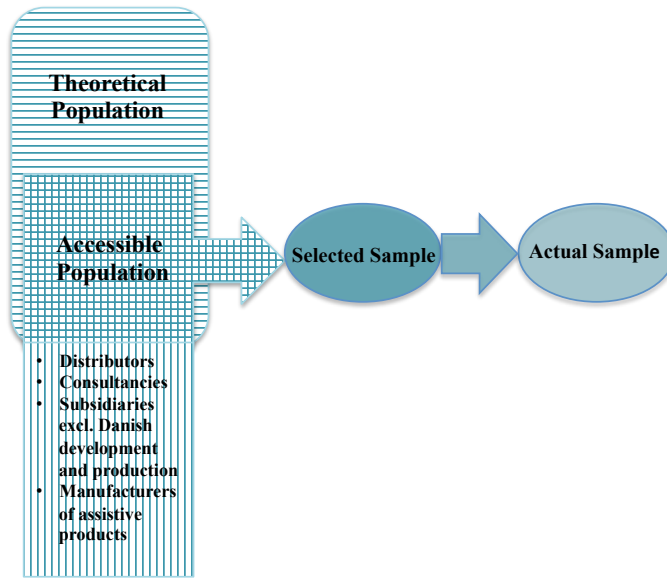 Theoretical
Population
Accessible
Population
Selected Sample
Actual Sample
• Distributors
• Consultancies
• Subsidiaries
excl. Danish
development
and production
• Manufacturers
of assistive
products